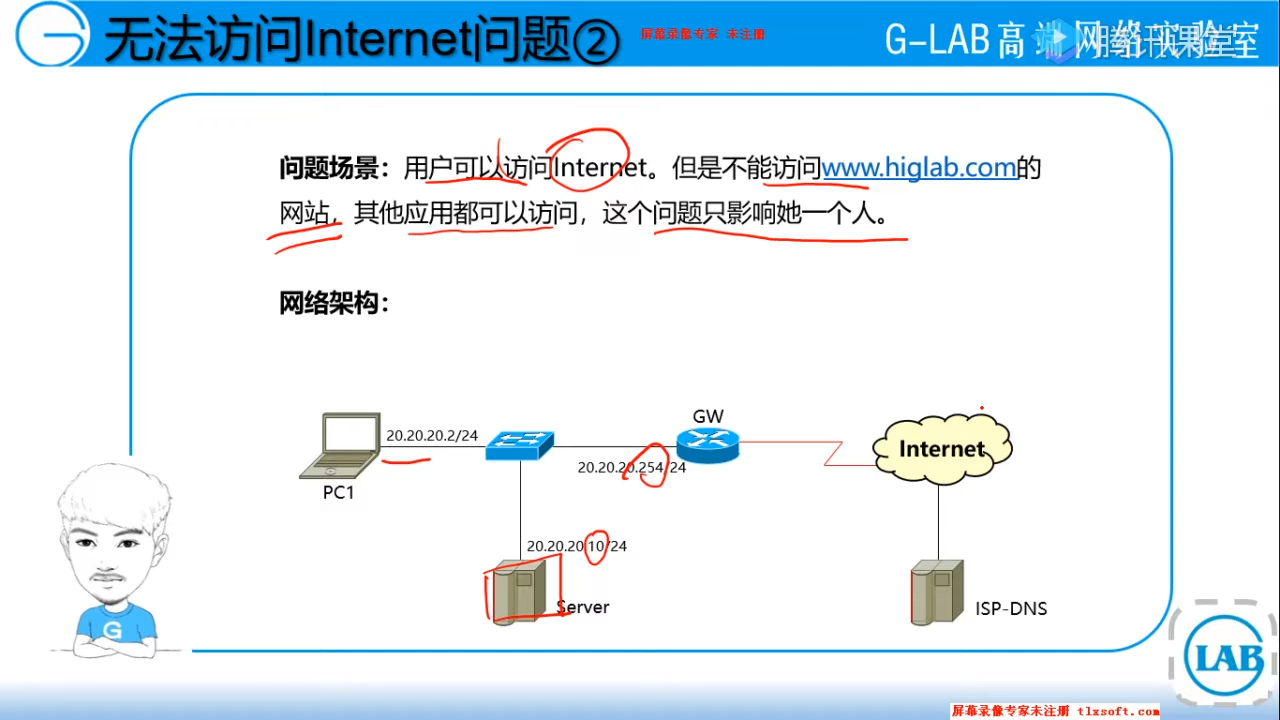 无法访问Internet问题②
屏幕录像专家 未注册
G-LAB高端网络实验室
腾讯课堂
问题场景：用户可以访问Internet。但是不能访问www.higlab.com的
网站，其他应用都可以访问，这个问题只影响她一个人。
网络架构：
GW
20.20.20.2/24
Internet
20.20.20.254/24
PC1
20.20.20.10/24
Server
ISP-DNS
G
LAB
屏幕录像专家未注册 tlxsoft.com